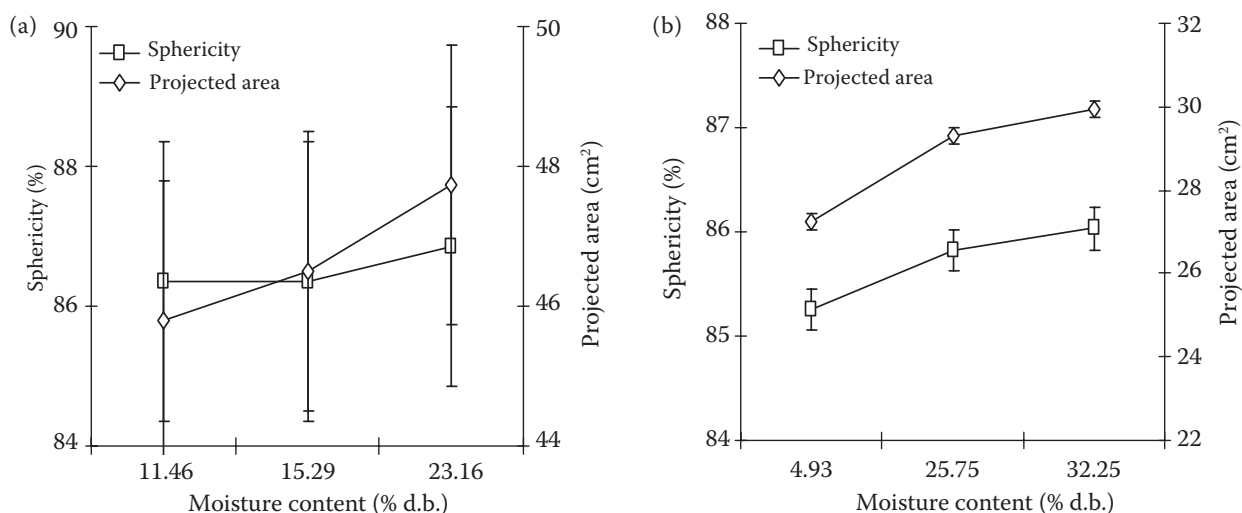 (a)
90
88
86
84
Sphericity (%)
Sphericity
Projected area
50
48
46
44
Projected area (cm²)
11.46 15.29 23.16
Moisture content (% d.b.)
(b)
88
87
86
85
84
Sphericity (%)
Sphericity
Projected area
32
30
28
26
24
22
Projected area (cm²)
4.93 25.75 32.25
Moisture content (% d.b.)